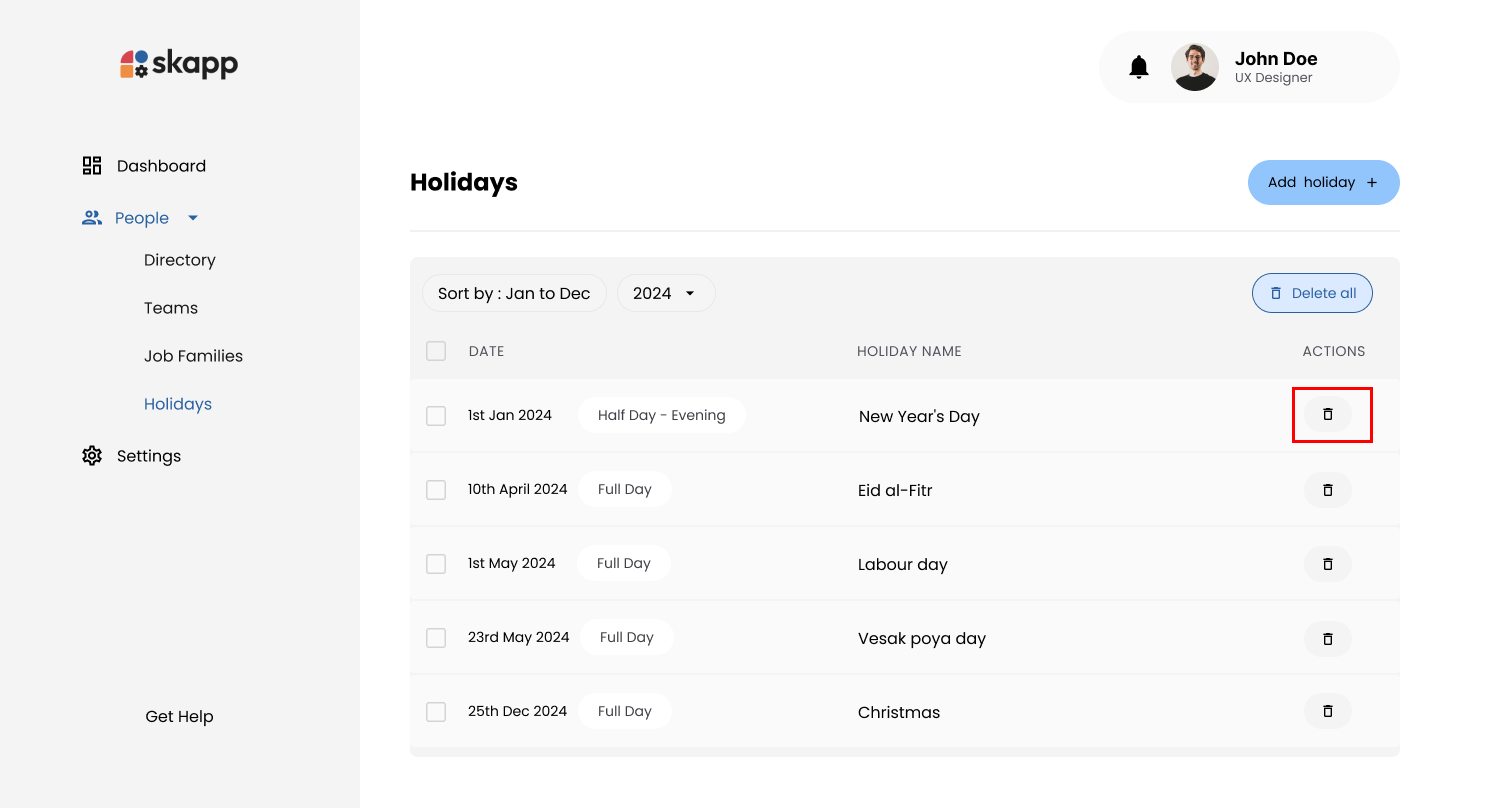 skapp
John Doe
UX Designer
Dashboard
People
Directory
Teams
Job Families
Holidays
Settings
Get Help
Holidays
Add holiday +
Sort by : Jan to Dec
2024
Delete all
DATE HOLIDAY NAME ACTIONS
1st Jan 2024 Half Day - Evening New Year's Day
10th April 2024 Full Day Eid al-Fitr
1st May 2024 Full Day Labour day
23rd May 2024 Full Day Vesak poya day
25th Dec 2024 Full Day Christmas